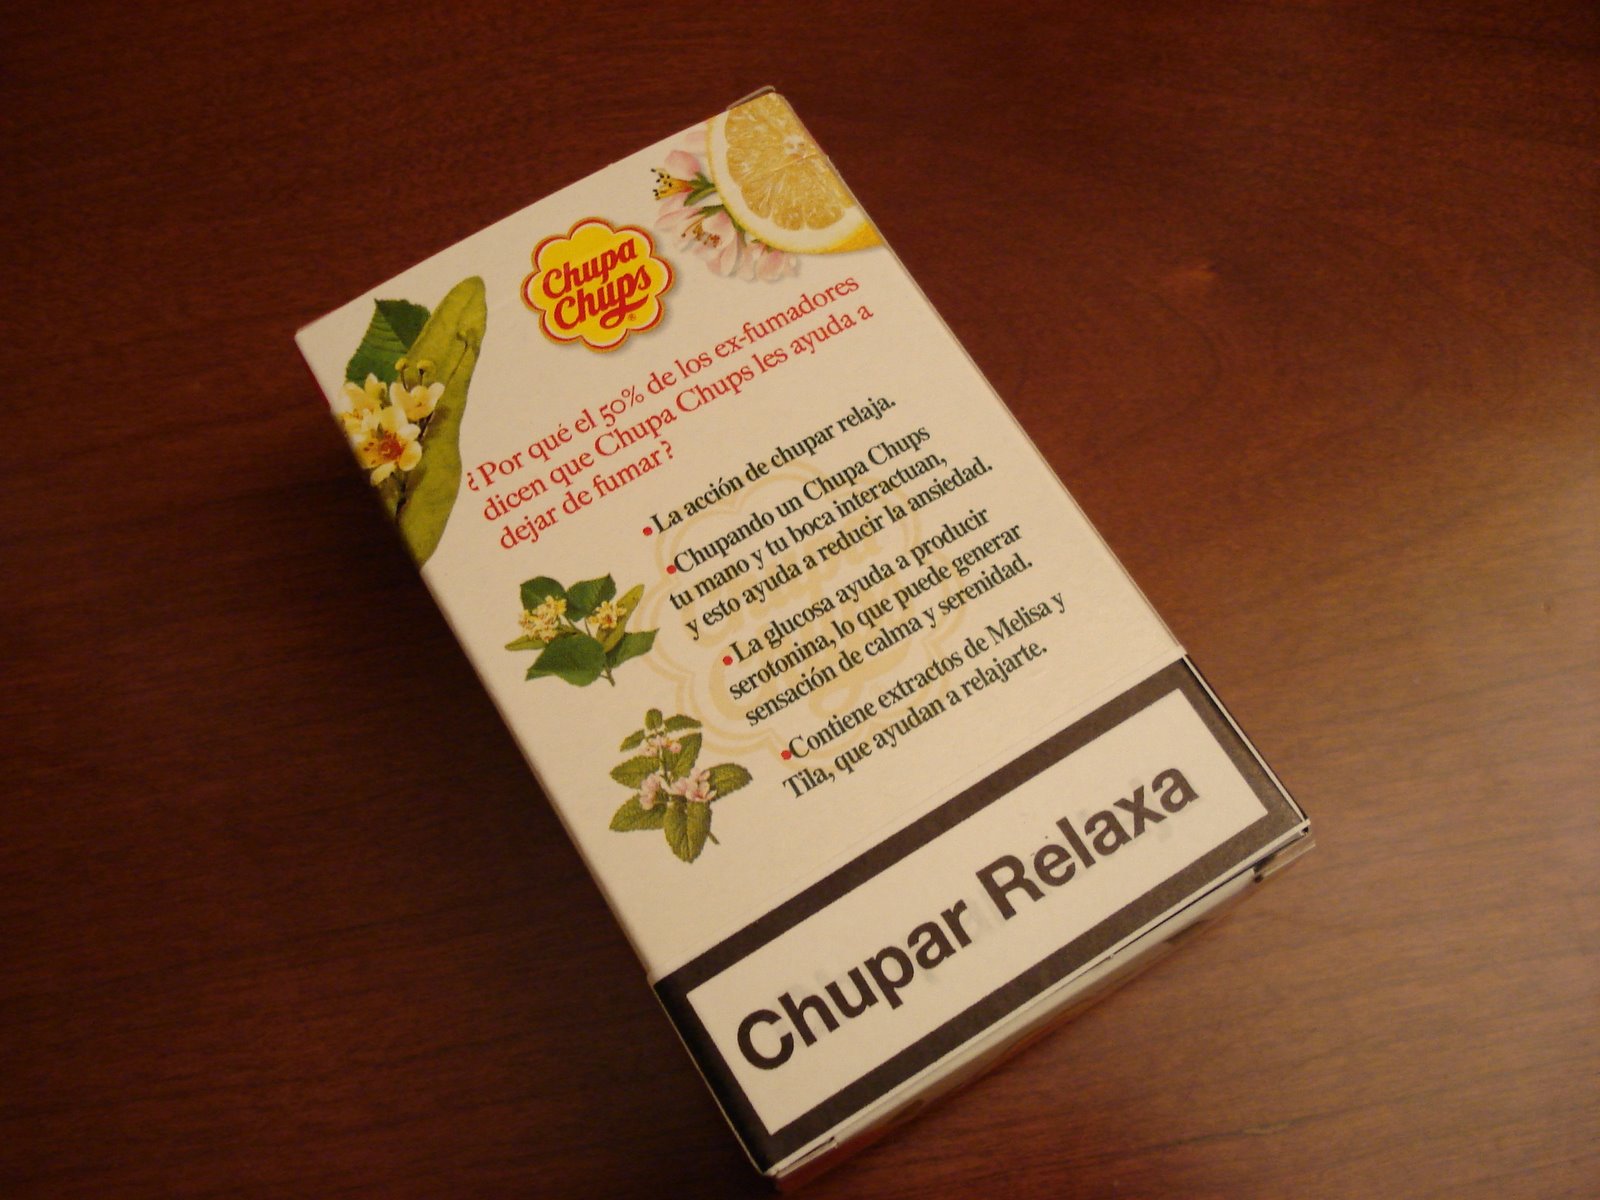 Chupa
Chups
¿Por qué el 50% de los ex-fumadores
dicen que Chupa Chups les ayuda a
dejar de fumar?
• La acción de chupar relaja.
•Chupando un Chupa Chups
tu mano y tu boca interactuan,
y esto ayuda a reducir la ansiedad.
• La glucosa ayuda a producir
serotonina, lo que puede generar
sensación de calma y serenidad.
•Contiene extractos de Melisa y
Tila, que ayudan a relajarte.
Chupar Relaxa